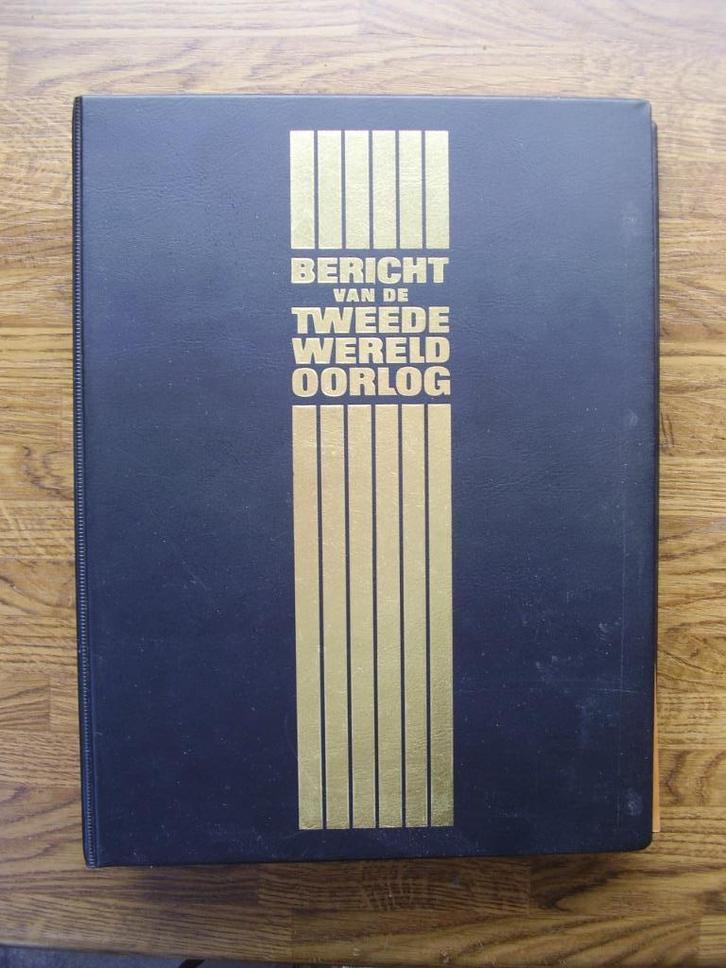 BERICHT
VAN DE
TWEEDE
WERELD
OORLOG